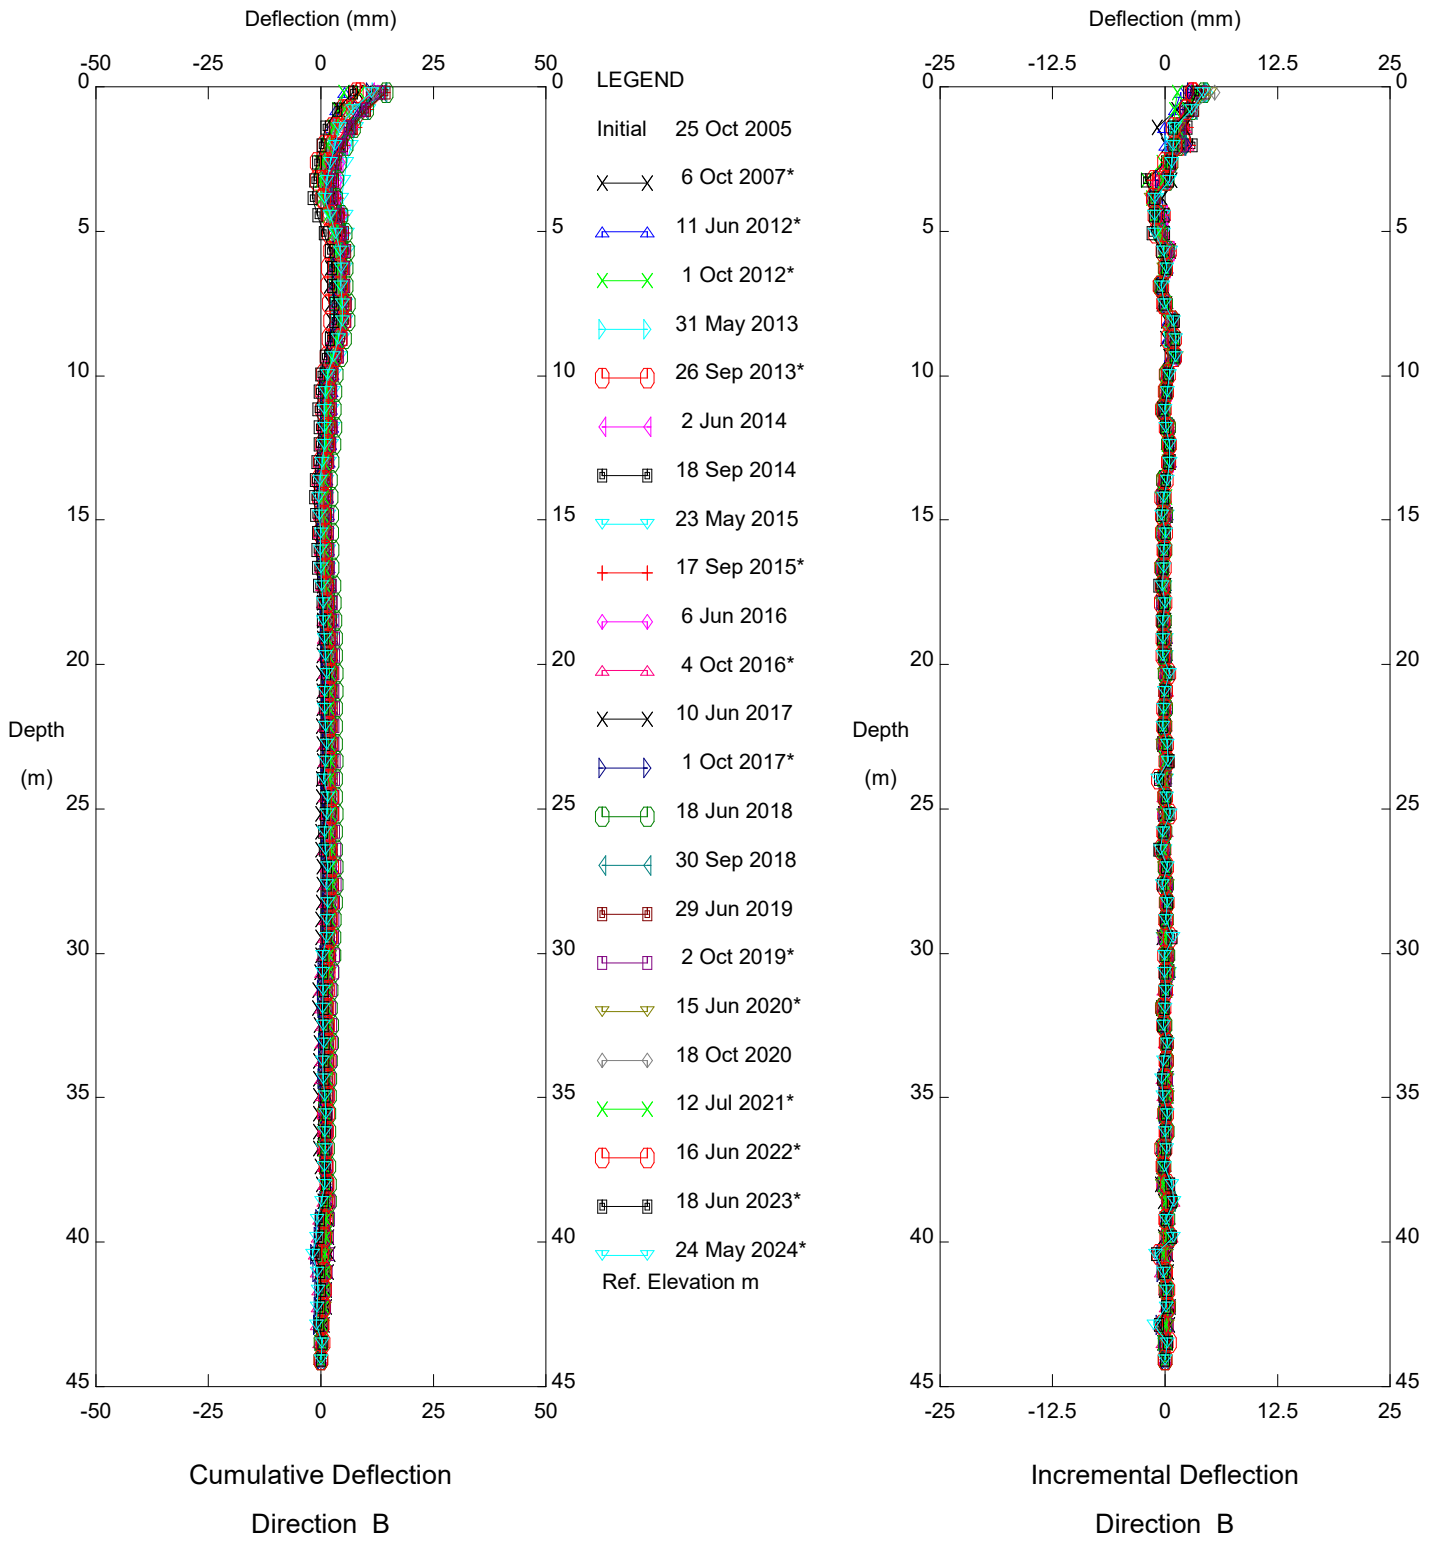 Deflection (mm)
-50 -25 0 25 50
0 0
5 5
10 10
15 15
20 20
25 25
30 30
35 35
40 40
45 45
-50 -25 0 25 50
Depth
(m)
Cumulative Deflection
Direction B
LEGEND
Initial 25 Oct 2005
6 Oct 2007*
11 Jun 2012*
1 Oct 2012*
31 May 2013
26 Sep 2013*
2 Jun 2014
18 Sep 2014
23 May 2015
17 Sep 2015*
6 Jun 2016
4 Oct 2016*
10 Jun 2017
1 Oct 2017*
18 Jun 2018
30 Sep 2018
29 Jun 2019
2 Oct 2019*
15 Jun 2020*
18 Oct 2020
12 Jul 2021*
16 Jun 2022*
18 Jun 2023*
24 May 2024*
Ref. Elevation m
Deflection (mm)
-25 -12.5 0 12.5 25
0 0
5 5
10 10
15 15
20 20
25 25
30 30
35 35
40 40
45 45
-25 -12.5 0 12.5 25
Depth
(m)
Incremental Deflection
Direction B